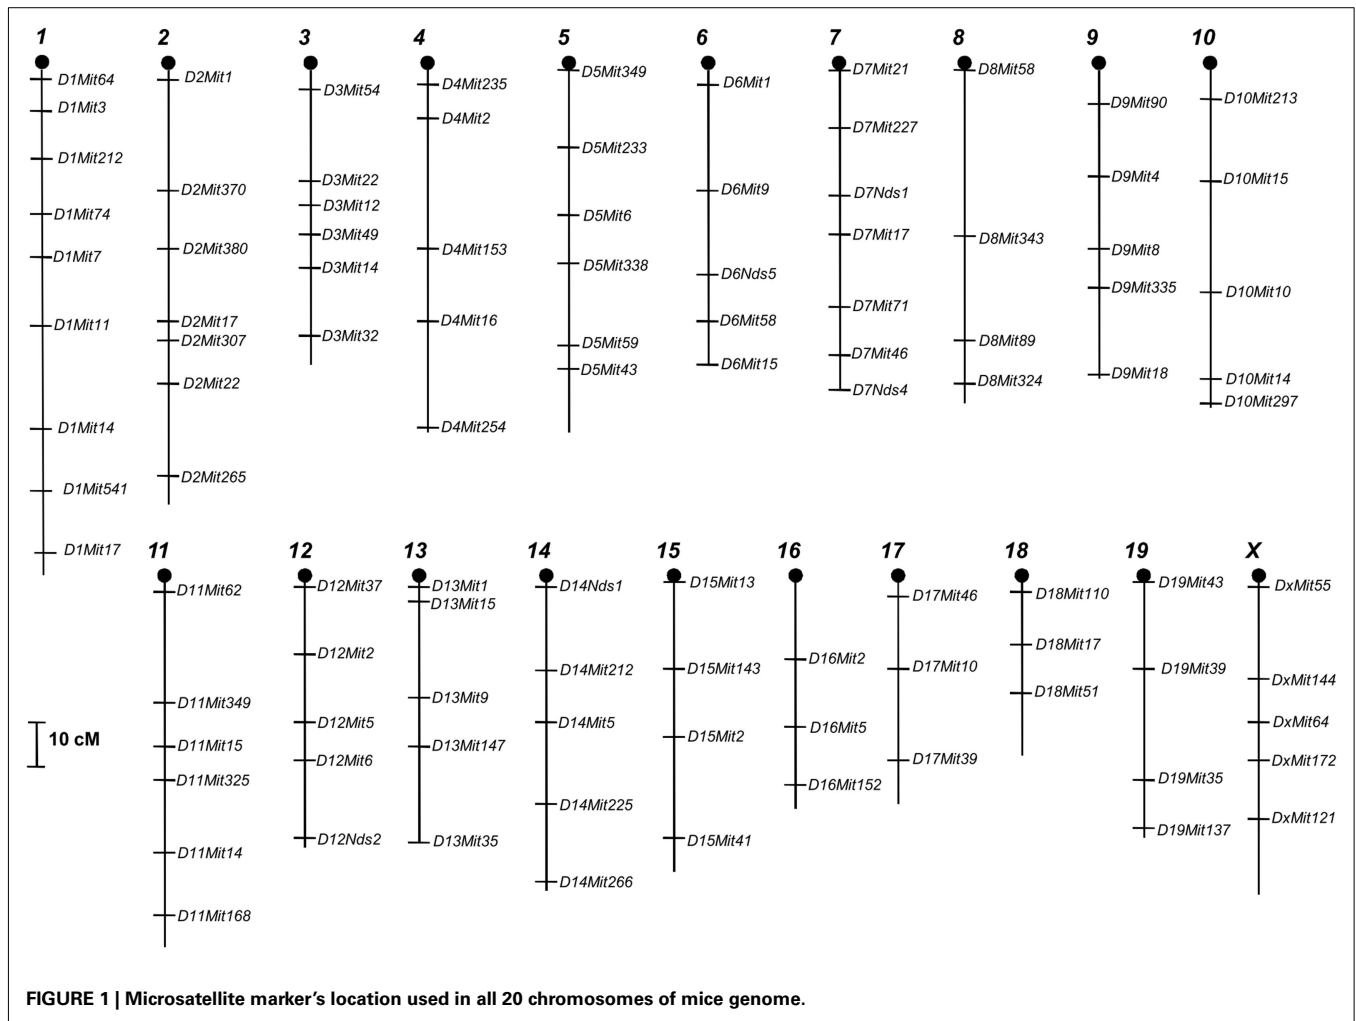 1
D1Mit64
D1Mit3
D1Mit212
D1Mit74
D1Mit7
D1Mit11
D1Mit14
D1Mit541
D1Mit17
2
D2Mit1
D2Mit370
D2Mit380
D2Mit17
D2Mit307
D2Mit22
D2Mit265
3
D3Mit54
D3Mit22
D3Mit12
D3Mit49
D3Mit14
D3Mit32
4
D4Mit235
D4Mit2
D4Mit153
D4Mit16
D4Mit254
5
D5Mit349
D5Mit233
D5Mit6
D5Mit338
D5Mit59
D5Mit43
6
D6Mit1
D6Mit9
D6Nds5
D6Mit58
D6Mit15
7
D7Mit21
D7Mit227
D7Nds1
D7Mit17
D7Mit71
D7Mit46
D7Nds4
8
D8Mit58
D8Mit343
D8Mit89
D8Mit324
9
D9Mit90
D9Mit4
D9Mit8
D9Mit335
D9Mit18
10
D10Mit213
D10Mit15
D10Mit10
D10Mit14
D10Mit297
10 cM
11
D11Mit62
D11Mit349
D11Mit15
D11Mit325
D11Mit14
D11Mit168
12
D12Mit37
D12Mit2
D12Mit5
D12Mit6
D12Nds2
13
D13Mit1
D13Mit15
D13Mit9
D13Mit147
D13Mit35
14
D14Nds1
D14Mit212
D14Mit5
D14Mit225
D14Mit266
15
D15Mit13
D15Mit143
D15Mit2
D15Mit41
16
D16Mit2
D16Mit5
D16Mit152
17
D17Mit46
D17Mit10
D17Mit39
18
D18Mit110
D18Mit17
D18Mit51
19
D19Mit43
D19Mit39
D19Mit35
D19Mit137
X
DxMit55
DxMit144
DxMit64
DxMit172
DxMit121
FIGURE 1 | Microsatellite marker's location used in all 20 chromosomes of mice genome.